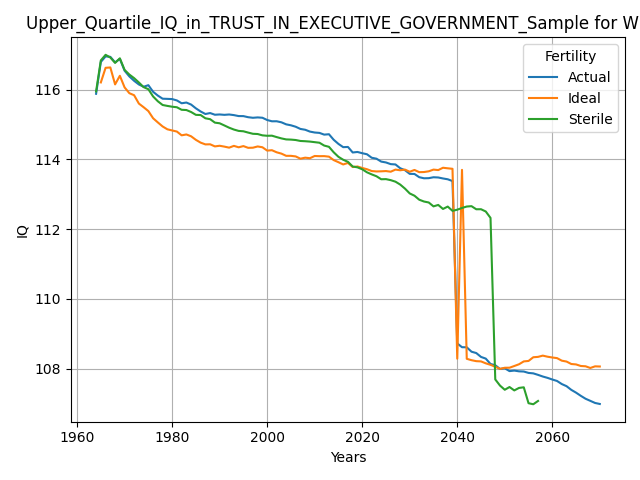 Upper_Quartile_IQ_in_TRUST_IN_EXECUTIVE_GOVERNMENT_Sample for W
Fertility
Actual
Ideal
Sterile
116
114
112
110
108
IQ
1960
1980
2000
2020
2040
2060
Years